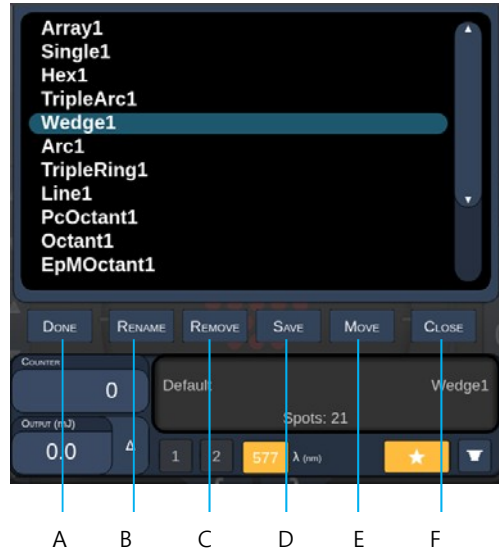 Array1
Single1
Hex1
TripleArc1
Wedge1
Arc1
TripleRing1
Line1
PcOctant1
Octant1
EpMOctant1
DONE RENAME REMOVE SAVE MOVE CLOSE
COUNTER
0
Default Wedge1
Spots: 21
OUTPUT (mJ)
0.0 Δ
1 2 577 λ (nm)
A B C D E F